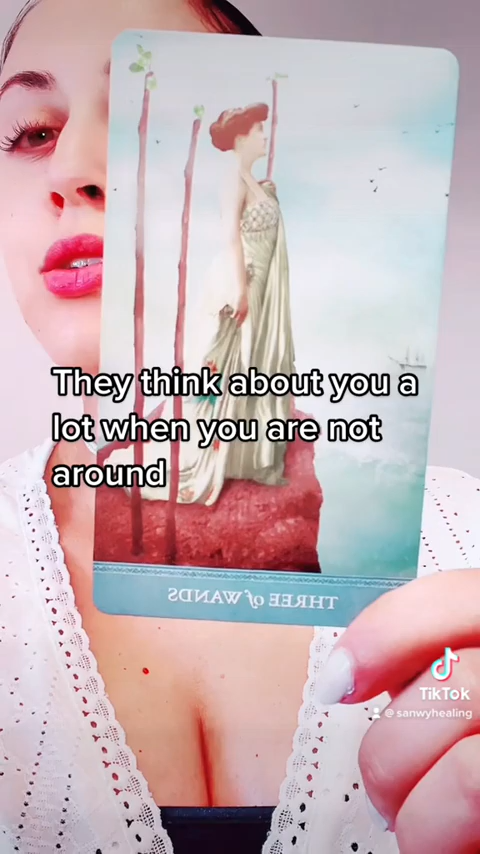 They think about you a
lot when you are not
around
THREE of WANDS
TikTok
@ sanwyhealing